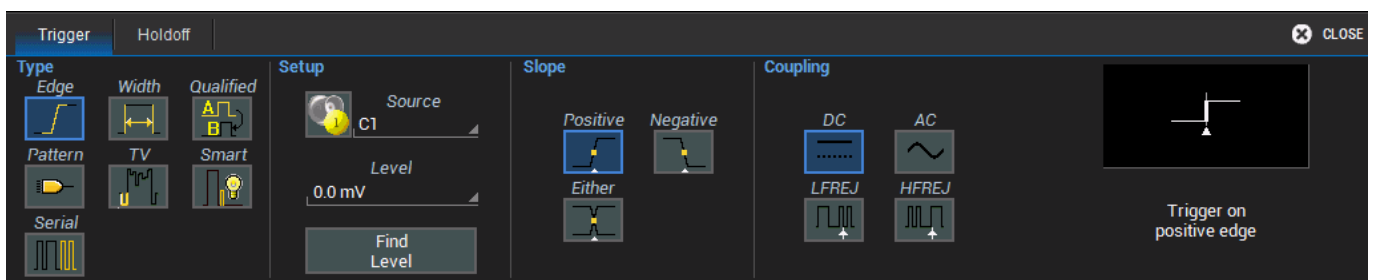 Trigger
Holdoff
CLOSE
Type
Edge
Width
Qualified
A
B
Pattern
TV
Smart
Serial
Setup
Source
1
C1
Level
0.0 mV
Find
Level
Slope
Positive
Negative
Either
Coupling
DC
AC
LFREJ
HFREJ
Trigger on
positive edge